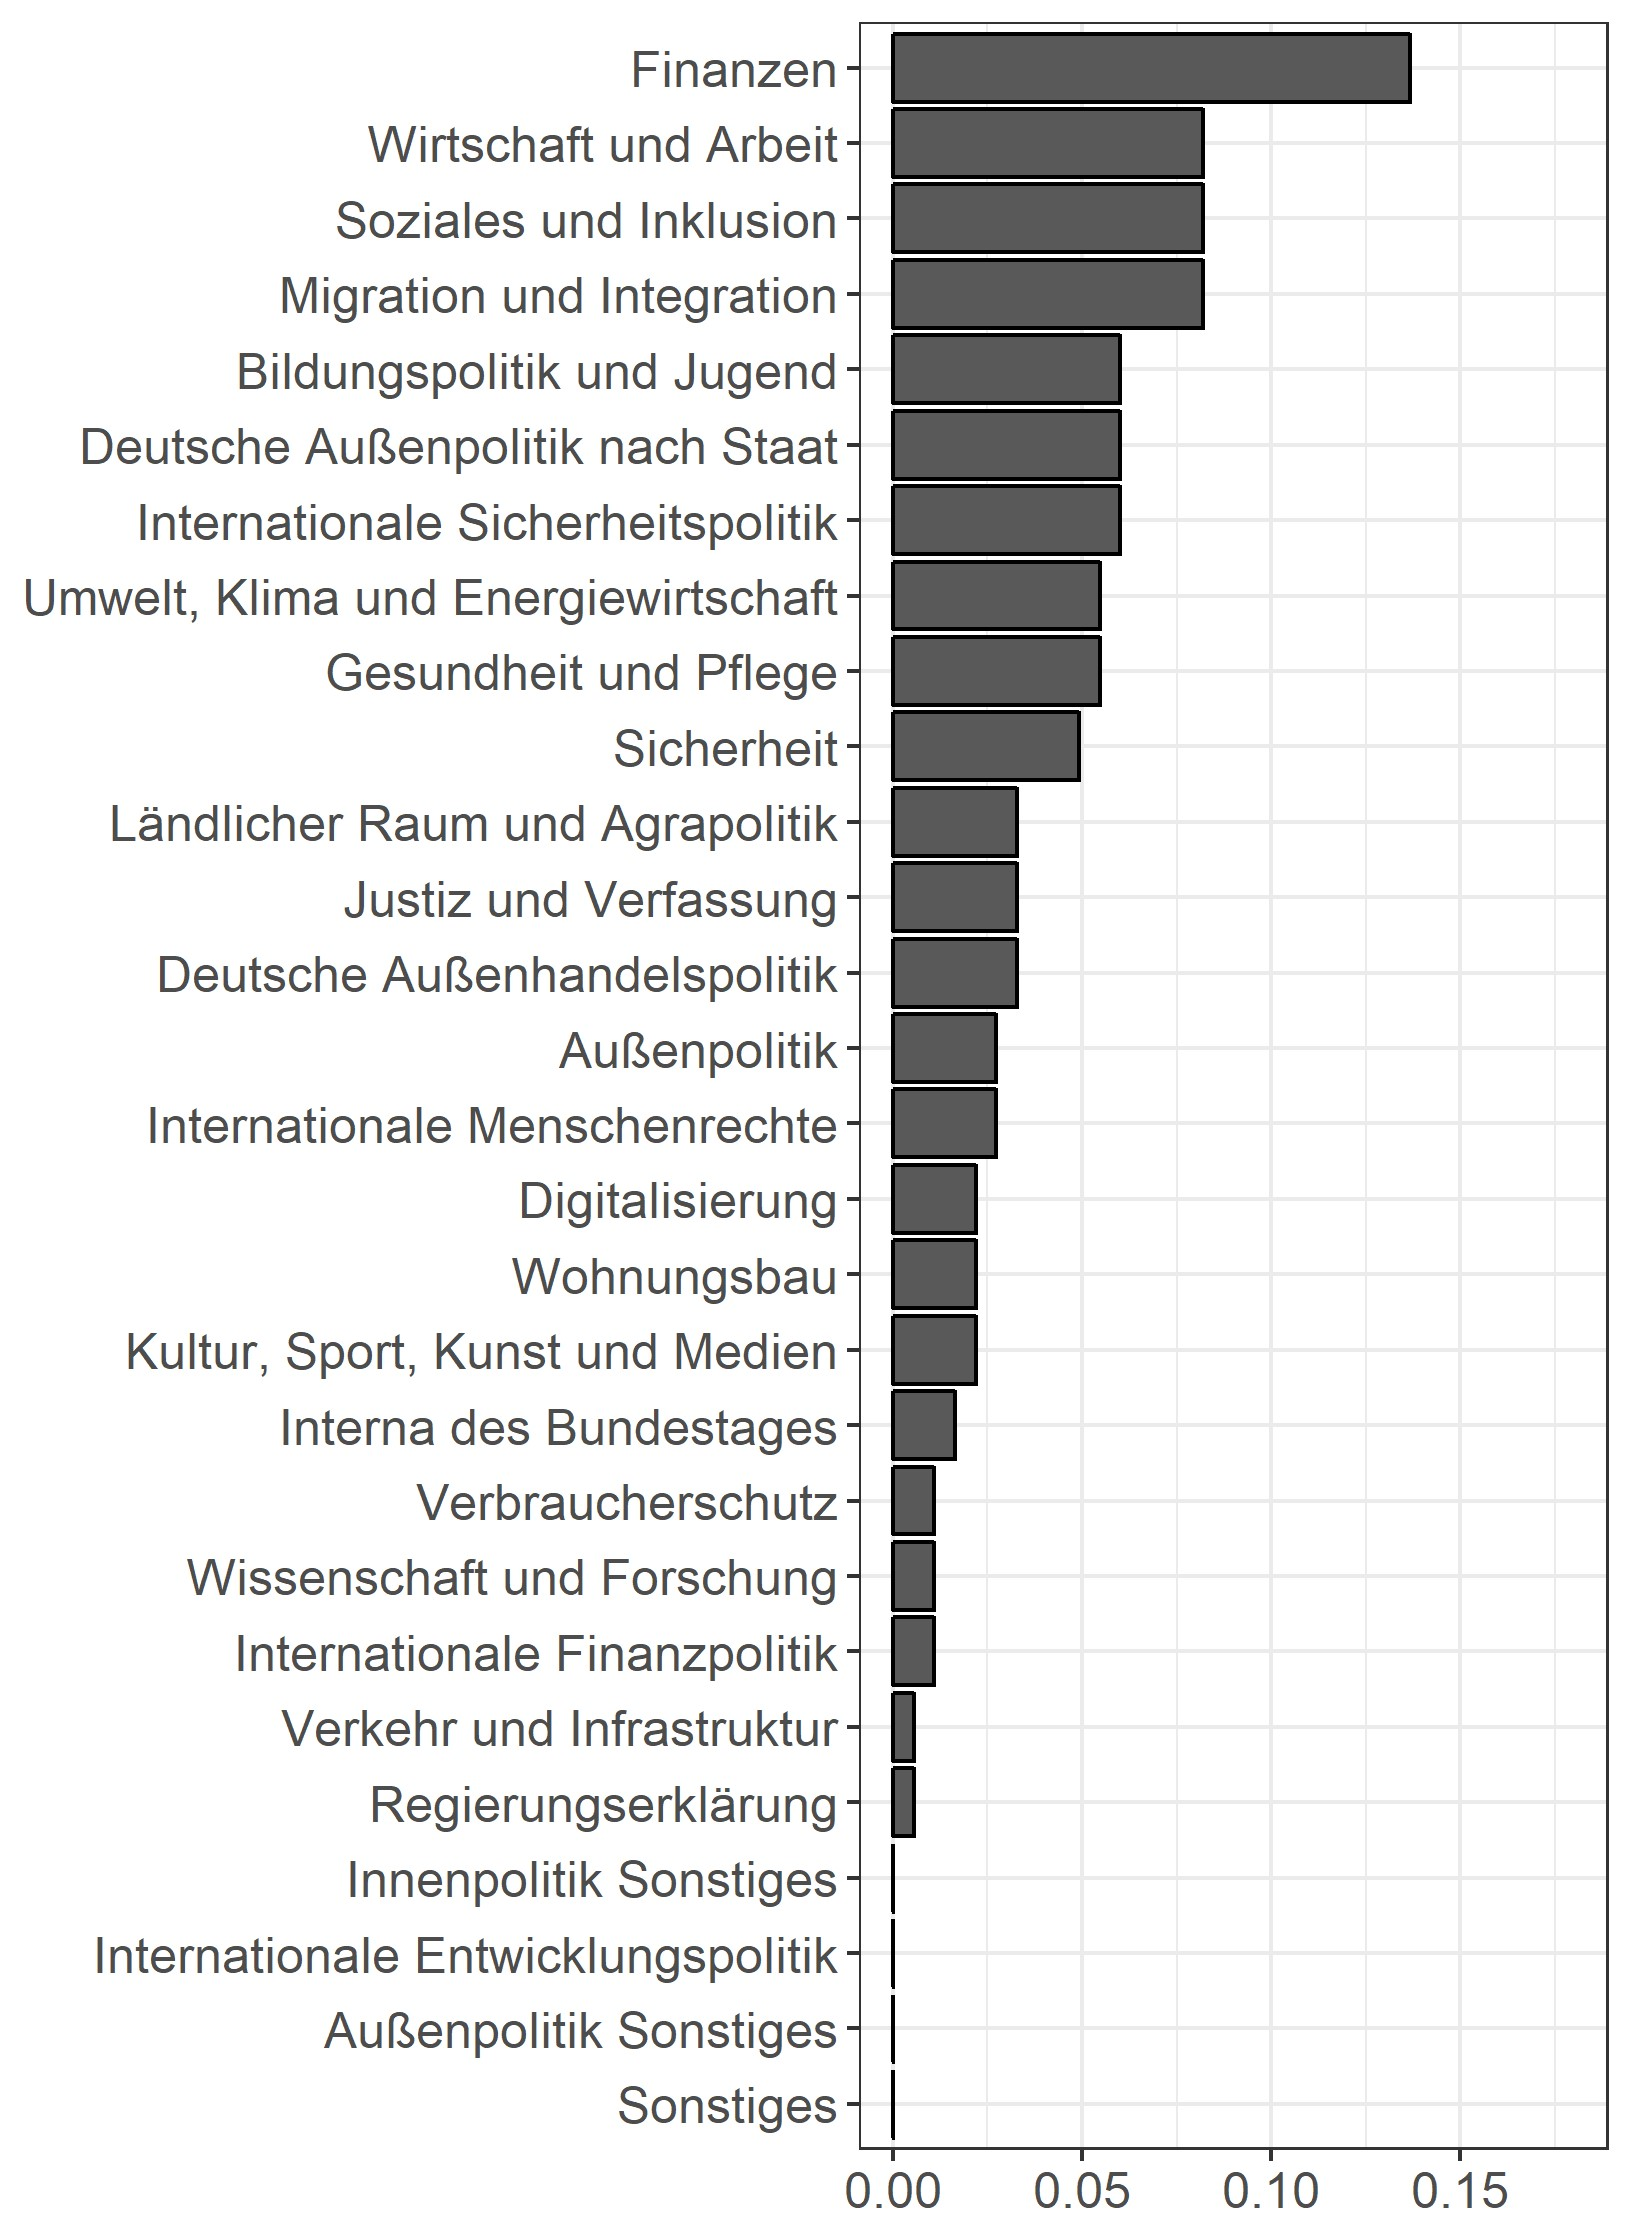 Finanzen
Wirtschaft und Arbeit
Soziales und Inklusion
Migration und Integration
Bildungspolitik und Jugend
Deutsche Außenpolitik nach Staat
Internationale Sicherheitspolitik
Umwelt, Klima und Energiewirtschaft
Gesundheit und Pflege
Sicherheit
Ländlicher Raum und Agrapolitik
Justiz und Verfassung
Deutsche Außenhandelspolitik
Außenpolitik
Internationale Menschenrechte
Digitalisierung
Wohnungsbau
Kultur, Sport, Kunst und Medien
Interna des Bundestages
Verbraucherschutz
Wissenschaft und Forschung
Internationale Finanzpolitik
Verkehr und Infrastruktur
Regierungserklärung
Innenpolitik Sonstiges
Internationale Entwicklungspolitik
Außenpolitik Sonstiges
Sonstiges
0.00 0.05 0.10 0.15